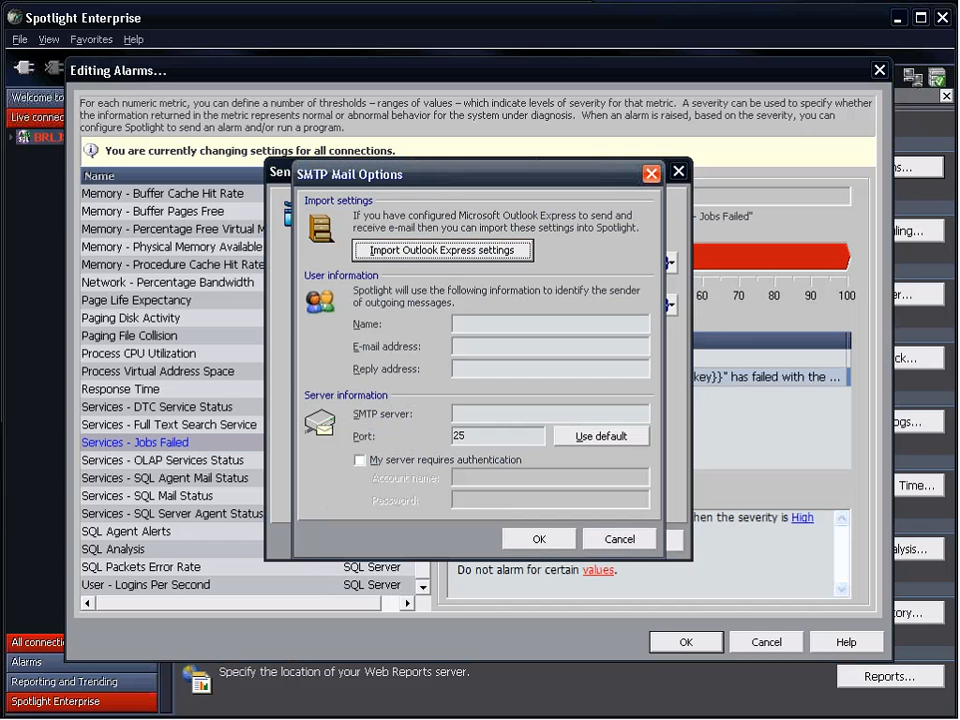 Spotlight Enterprise
File View Favorites Help
Welcome to
Live connec
BRLJ
Editing Alarms...
For each numeric metric, you can define a number of thresholds – ranges of values – which indicate levels of severity for that metric. A severity can be used to specify whether
the information returned in the metric represents normal or abnormal behavior for the system under diagnosis. When an alarm is raised, based on the severity, you can
configure Spotlight to send an alarm and/or run a program.
You are currently changing settings for all connections.
Name
Memory - Buffer Cache Hit Rate
Memory - Buffer Pages Free
Memory - Percentage Free Virtual M
Memory - Physical Memory Available
Memory - Procedure Cache Hit Rate
Network - Percentage Bandwidth
Page Life Expectancy
Paging Disk Activity
Paging File Collision
Process CPU Utilization
Process Virtual Address Space
Response Time
Services - DTC Service Status
Services - Full Text Search Service
Services - Jobs Failed
Services - OLAP Services Status
Services - SQL Agent Mail Status
Services - SQL Mail Status
Services - SQL Server Agent Status
SQL Agent Alerts
SQL Analysis
SQL Packets Error Rate SQL Server
User - Logins Per Second SQL Server
Sen
SMTP Mail Options
Import settings
If you have configured Microsoft Outlook Express to send and
receive e-mail then you can import these settings into Spotlight.
Import Outlook Express settings
User information
Spotlight will use the following information to identify the sender
of outgoing messages.
Name:
E-mail address:
Reply address:
Server information
SMTP server:
Port: 25 Use default
My server requires authentication
Account name:
Password:
OK Cancel
- Jobs Failed"
60 70 80 90 100
key}}" has failed with the ...
hen the severity is High
Do not alarm for certain values.
OK Cancel Help
s...
ling...
er...
ck...
ogs...
Time...
alysis...
ory...
All connecti
Alarms
Reporting and Trending
Spotlight Enterprise
Specify the location of your Web Reports server.
Reports...